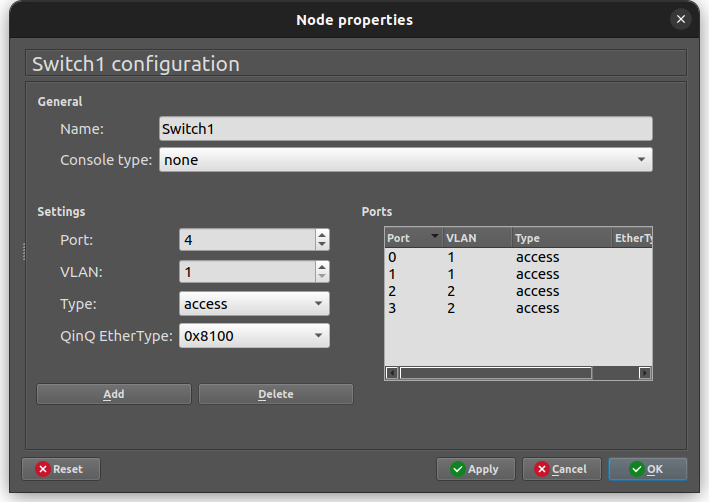 Node properties
Switch1 configuration
General
Name: Switch1
Console type: none
Settings
Port: 4
VLAN: 1
Type: access
QinQ EtherType: 0x8100
Add Delete
Ports
Port VLAN Type EtherTy
0 1 access
1 1 access
2 2 access
3 2 access
Reset Apply Cancel OK